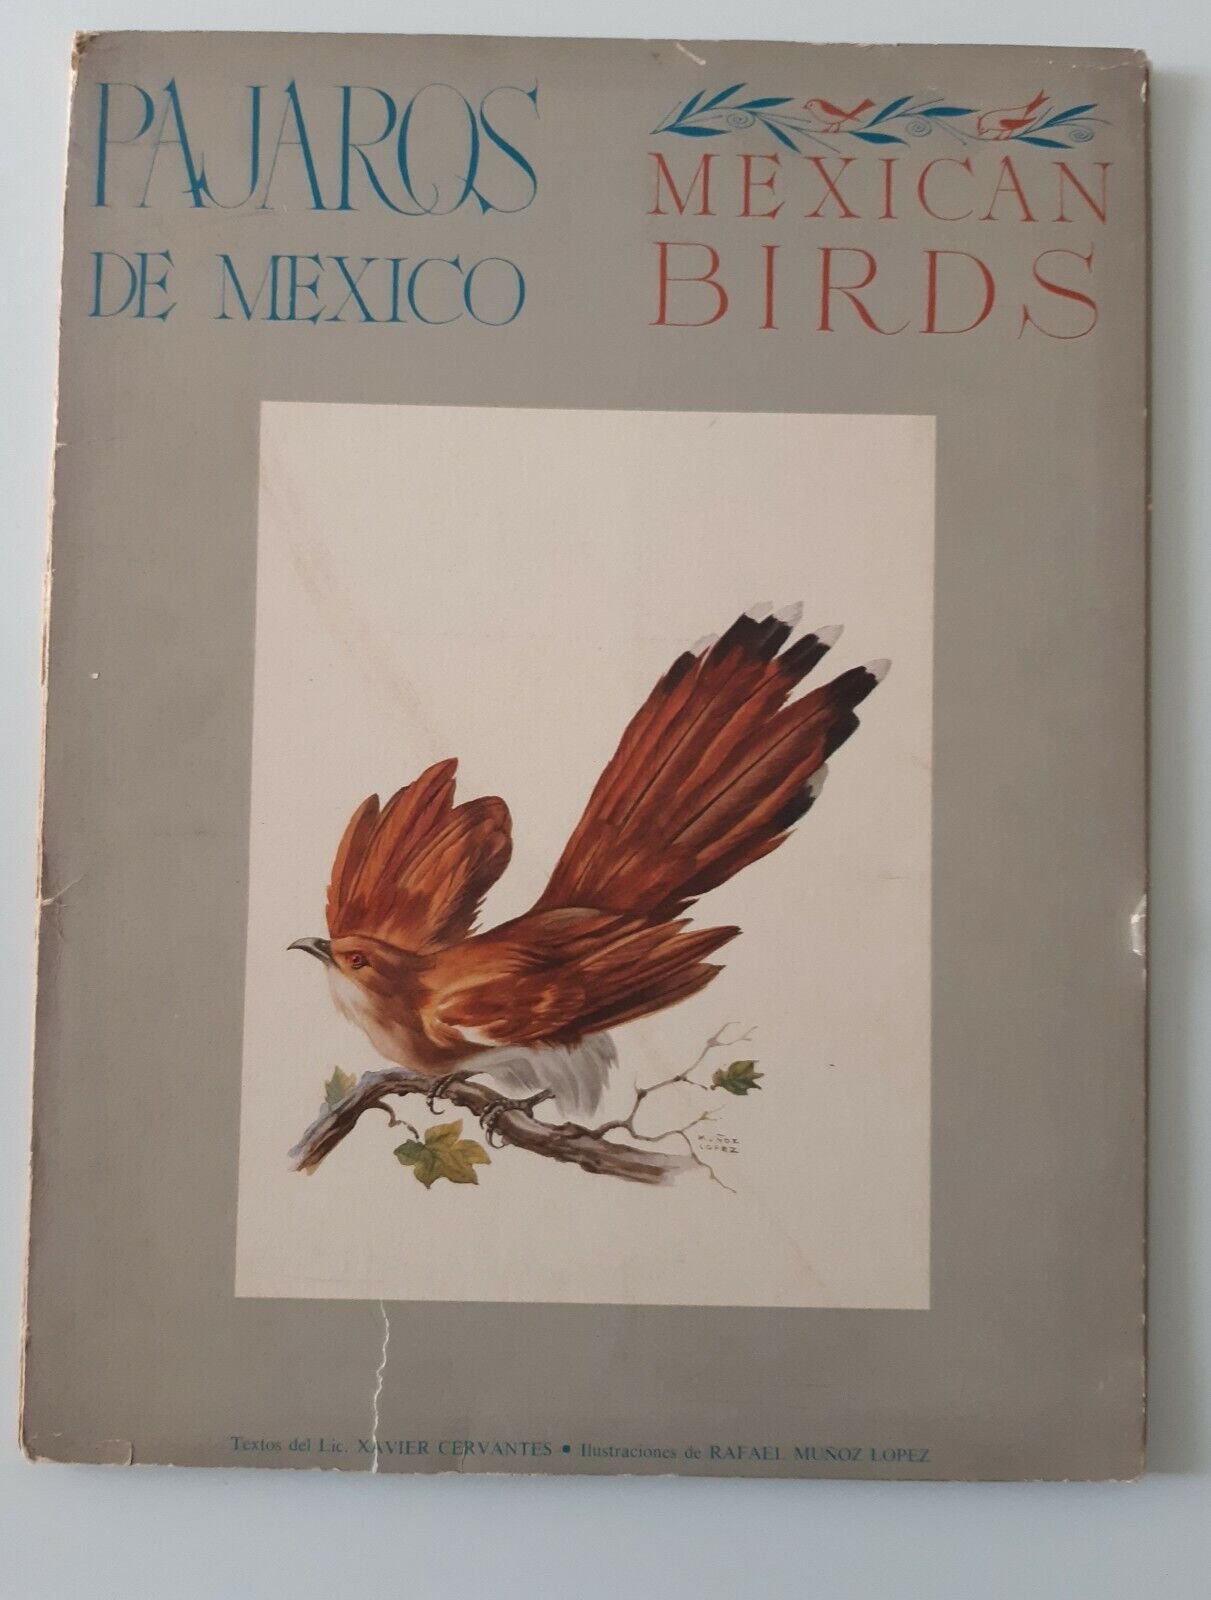 PAJAROS
DE MEXICO
MEXICAN
BIRDS
MUÑOZ
LOPEZ
Textos del Lic. XAVIER CERVANTES • Ilustraciones de RAFAEL MUÑOZ LOPEZ